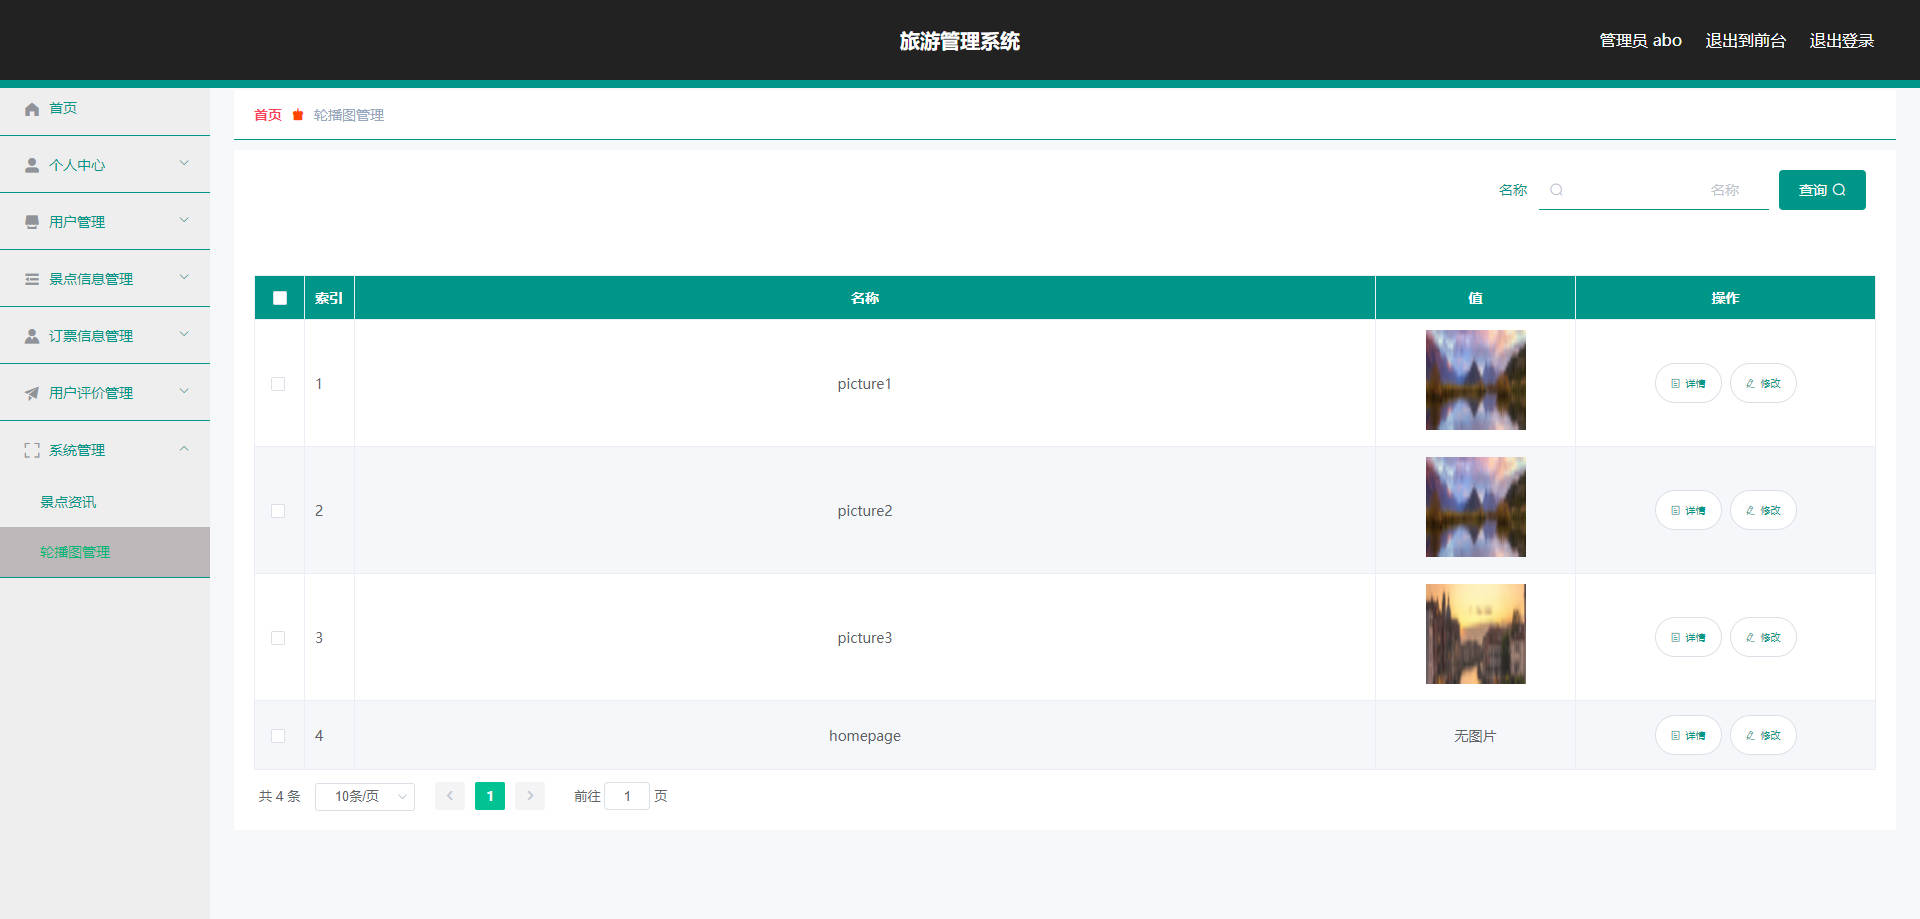 旅游管理系统
管理员 abo 退出到前台 退出登录
首页
个人中心
用户管理
景点信息管理
订票信息管理
用户评价管理
系统管理
景点资讯
轮播图管理
首页 轮播图管理
名称 名称 查询
索引 名称 值 操作
1 picture1 详情 修改
2 picture2 详情 修改
3 picture3 详情 修改
4 homepage 无图片 详情 修改
共 4 条 10条/页 1 前往 1 页